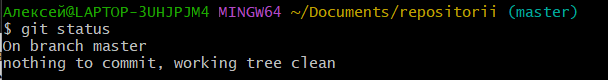 Алексей@LAPTOP-3UHJPJM4 MINGW64 ~/Documents/repositorii (master)
$ git status
On branch master
nothing to commit, working tree clean